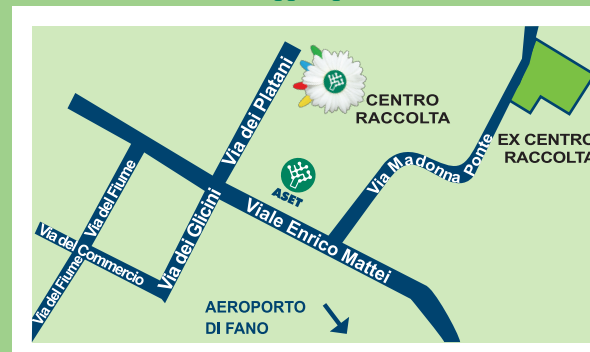 Via dei Platani
CENTRO
RACCOLTA
EX CENTRO
RACCOLTA
Via Madonna Ponte
ASET
Viale Enrico Mattei
Via dei Glicini
Via del Fiume
Via del Commercio
Via del Fiume
AEROPORTO
DI FANO